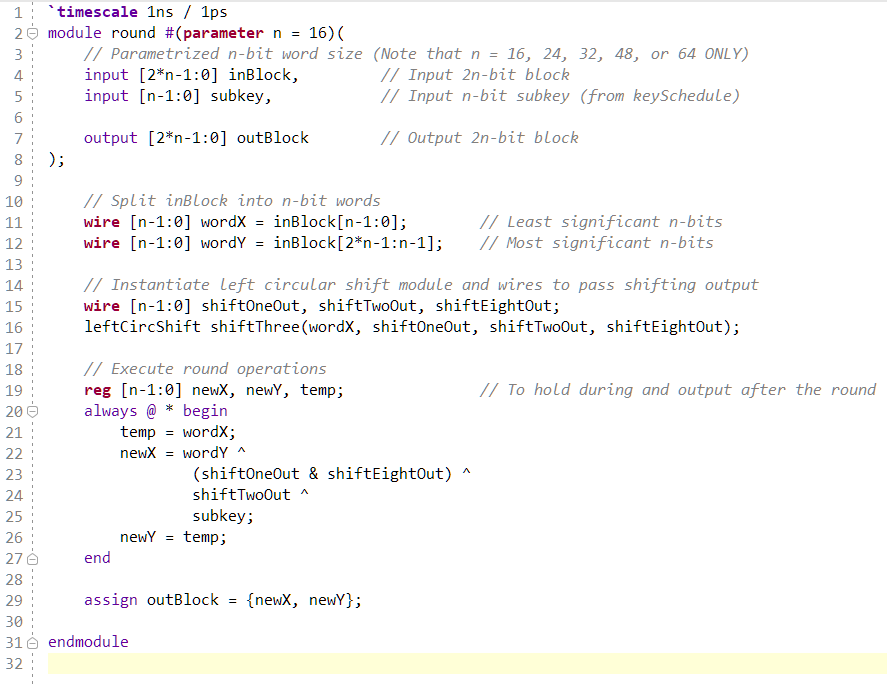 1 `timescale 1ns / 1ps
2 module round #(parameter n = 16)(
3 // Parametrized n-bit word size (Note that n = 16, 24, 32, 48, or 64 ONLY)
4 input [2*n-1:0] inBlock, // Input 2n-bit block
5 input [n-1:0] subkey, // Input n-bit subkey (from keySchedule)
6
7 output [2*n-1:0] outBlock // Output 2n-bit block
8 );
9
10 // Split inBlock into n-bit words
11 wire [n-1:0] wordX = inBlock[n-1:0]; // Least significant n-bits
12 wire [n-1:0] wordY = inBlock[2*n-1:n-1]; // Most significant n-bits
13
14 // Instantiate left circular shift module and wires to pass shifting output
15 wire [n-1:0] shiftOneOut, shiftTwoOut, shiftEightOut;
16 leftCircShift shiftThree(wordX, shiftOneOut, shiftTwoOut, shiftEightOut);
17
18 // Execute round operations
19 reg [n-1:0] newX, newY, temp; // To hold during and output after the round
20 always @ * begin
21 temp = wordX;
22 newX = wordY ^
23 (shiftOneOut & shiftEightOut) ^
24 shiftTwoOut ^
25 subkey;
26 newY = temp;
27 end
28
29 assign outBlock = {newX, newY};
30
31 endmodule
32